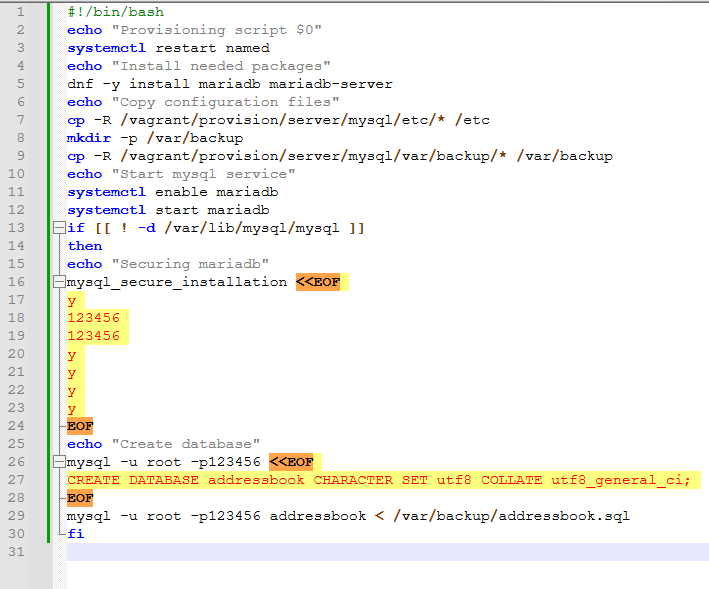 1 #!/bin/bash
2 echo "Provisioning script $0"
3 systemctl restart named
4 echo "Install needed packages"
5 dnf -y install mariadb mariadb-server
6 echo "Copy configuration files"
7 cp -R /vagrant/provision/server/mysql/etc/* /etc
8 mkdir -p /var/backup
9 cp -R /vagrant/provision/server/mysql/var/backup/* /var/backup
10 echo "Start mysql service"
11 systemctl enable mariadb
12 systemctl start mariadb
13 if [[ ! -d /var/lib/mysql/mysql ]]
14 then
15 echo "Securing mariadb"
16 mysql_secure_installation <<EOF
17 y
18 123456
19 123456
20 y
21 y
22 y
23 y
24 EOF
25 echo "Create database"
26 mysql -u root -p123456 <<EOF
27 CREATE DATABASE addressbook CHARACTER SET utf8 COLLATE utf8_general_ci;
28 EOF
29 mysql -u root -p123456 addressbook < /var/backup/addressbook.sql
30 fi
31